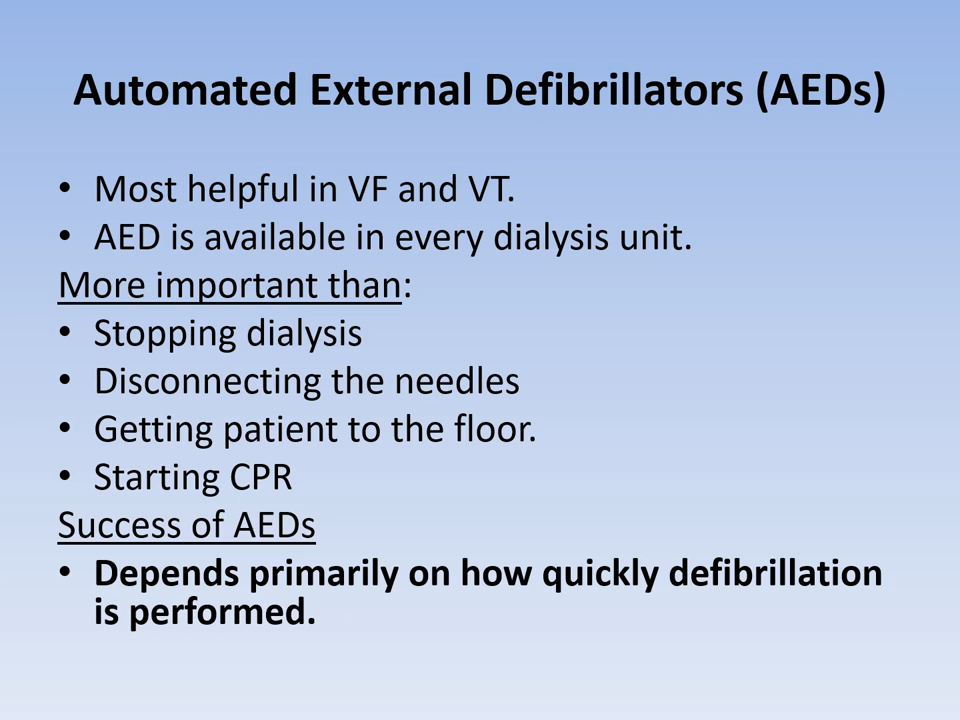 Automated External Defibrillators (AEDs)
• Most helpful in VF and VT.
• AED is available in every dialysis unit.
More important than:
• Stopping dialysis
• Disconnecting the needles
• Getting patient to the floor.
• Starting CPR
Success of AEDs
• Depends primarily on how quickly defibrillation
is performed.